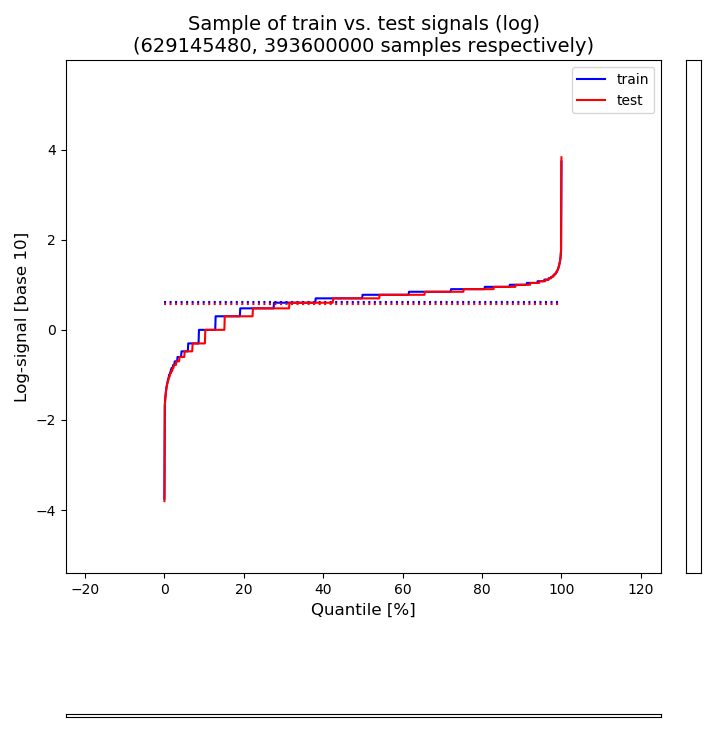 Sample of train vs. test signals (log)
(629145480, 393600000 samples respectively)
train
test
4
2
0
−2
−4
Log-signal [base 10]
−20
0
20
40
60
80
100
120
Quantile [%]